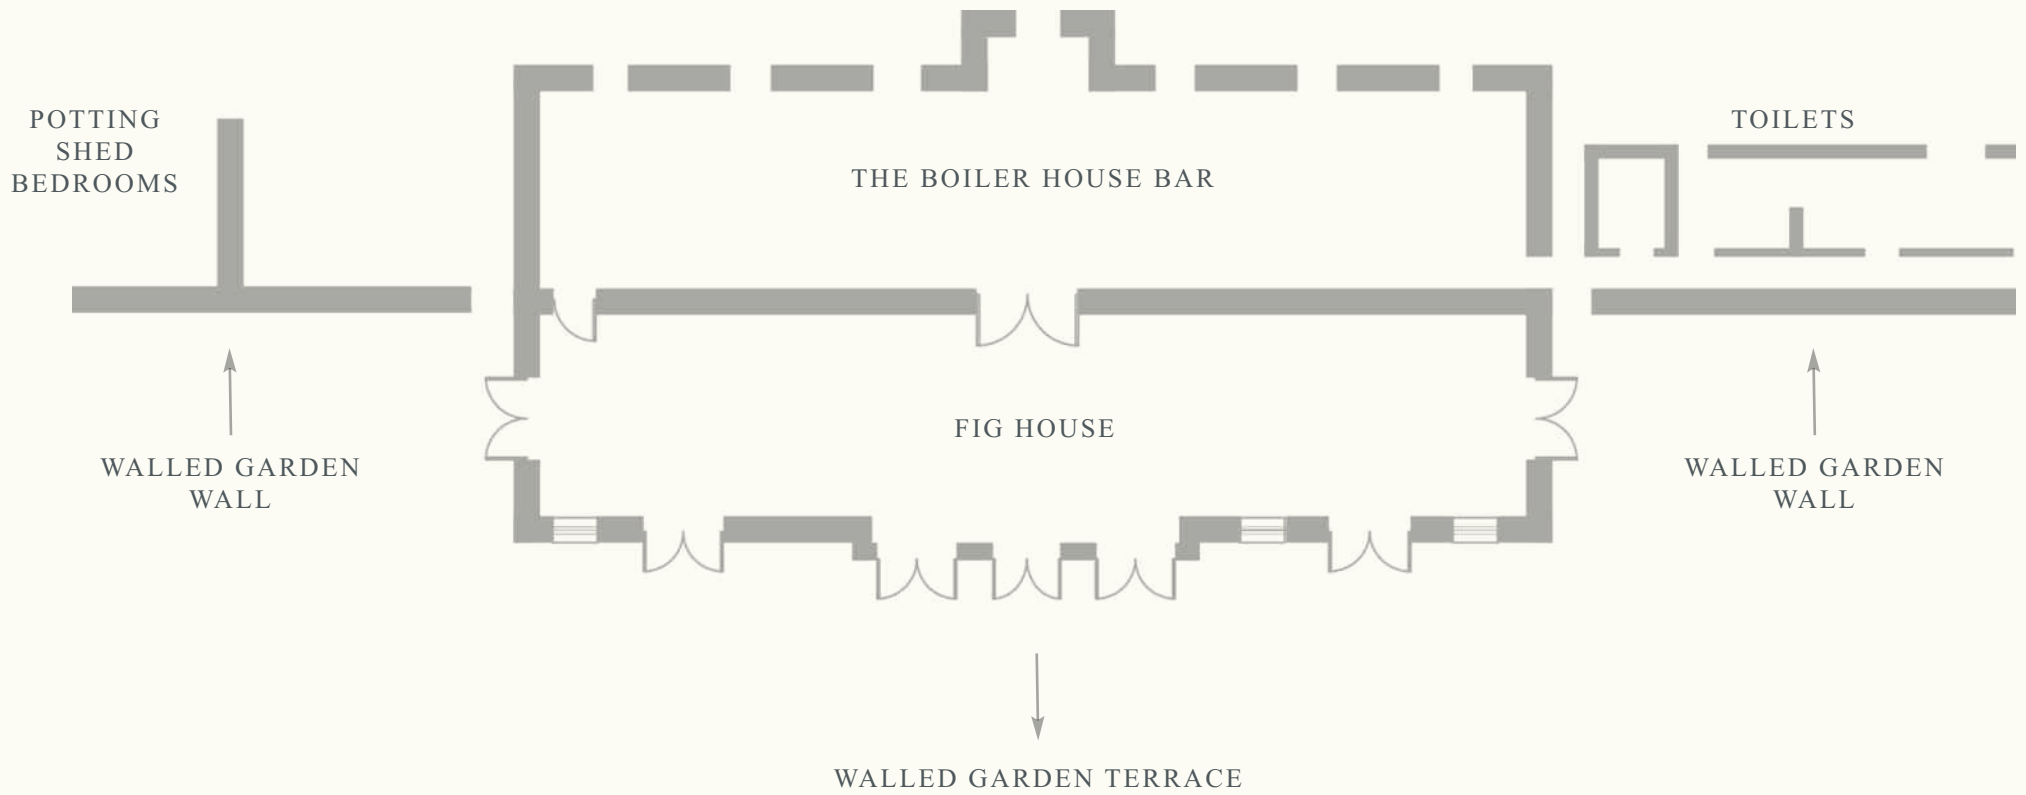 POTTING
SHED
BEDROOMS
TOILETS
THE BOILER HOUSE BAR
FIG HOUSE
WALLED GARDEN
WALL
WALLED GARDEN
WALL
WALLED GARDEN TERRACE